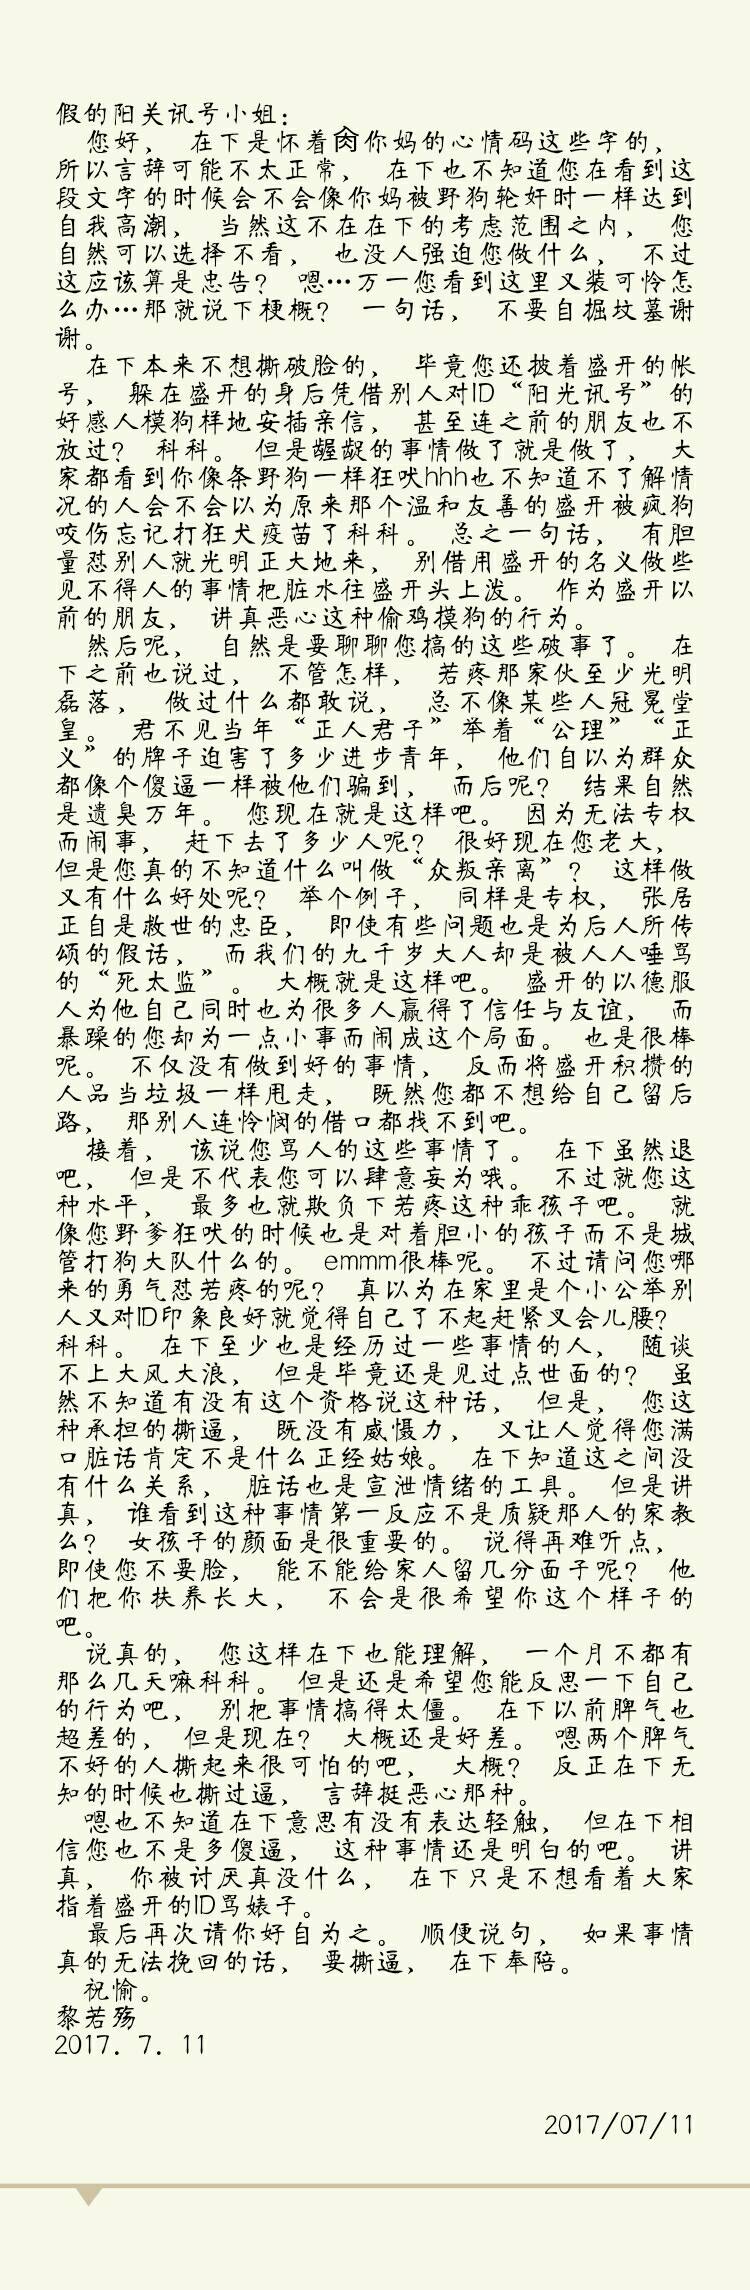 假的阳关讯号小姐：
您好， 在下是怀着肏你妈的心情码这些字的，
所以言辞可能不太正常， 在下也不知道您在看到这
段文字的时候会不会像你妈被野狗轮奸时一样达到
自我高潮， 当然这不在在下的考虑范围之内， 您
自然可以选择不看， 也没人强迫您做什么， 不过
这应该算是忠告？ 嗯…万一您看到这里又装可怜怎
么办…那就说下梗概？ 一句话， 不要自掘坟墓谢
谢。
在下本来不想撕破脸的， 毕竟您还披着盛开的帐
号， 躲在盛开的身后凭借别人对ID“阳光讯号”的
好感人模狗样地安插亲信， 甚至连之前的朋友也不
放过？ 科科。 但是龌龊的事情做了就是做了， 大
家都看到你像条野狗一样狂吠hhh也不知道不了解情
况的人会不会以为原来那个温和友善的盛开被疯狗
咬伤忘记打狂犬疫苗了科科。 总之一句话， 有胆
量怼别人就光明正大地来， 别借用盛开的名义做些
见不得人的事情把脏水往盛开头上泼。 作为盛开以
前的朋友， 讲真恶心这种偷鸡摸狗的行为。
然后呢， 自然是要聊聊您搞的这些破事了。 在
下之前也说过， 不管怎样， 若疼那家伙至少光明
磊落， 做过什么都敢说， 总不像某些人冠冕堂
皇。 君不见当年“正人君子”举着“公理”“正
义”的牌子迫害了多少进步青年， 他们自以为群众
都像个傻逼一样被他们骗到， 而后呢？ 结果自然
是遗臭万年。 您现在就是这样吧。 因为无法专权
而闹事， 赶下去了多少人呢？ 很好现在您老大，
但是您真的不知道什么叫做“众叛亲离”？ 这样做
又有什么好处呢？ 举个例子， 同样是专权， 张居
正自是救世的忠臣， 即使有些问题也是为后人所传
颂的假话， 而我们的九千岁大人却是被人人唾骂
的“死太监”。 大概就是这样吧。 盛开的以德服
人为他自己同时也为很多人赢得了信任与友谊， 而
暴躁的您却为一点小事而闹成这个局面。 也是很棒
呢。 不仅没有做到好的事情， 反而将盛开积攒的
人品当垃圾一样甩走， 既然您都不想给自己留后
路， 那别人连怜悯的借口都找不到吧。
接着， 该说您骂人的这些事情了。 在下虽然退
吧， 但是不代表您可以肆意妄为哦。 不过就您这
种水平， 最多也就欺负下若疼这种乖孩子吧。 就
像您野爹狂吠的时候也是对着胆小的孩子而不是城
管打狗大队什么的。 emmm很棒呢。 不过请问您哪
来的勇气怼若疼的呢？ 真以为在家里是个小公举别
人又对ID印象良好就觉得自己了不起赶紧叉会儿腰？
科科。 在下至少也是经历过一些事情的人， 随谈
不上大风大浪， 但是毕竟还是见过点世面的？ 虽
然不知道有没有这个资格说这种话， 但是， 您这
种承担的撕逼， 既没有威慑力， 又让人觉得您满
口脏话肯定不是什么正经姑娘。 在下知道这之间没
有什么关系， 脏话也是宣泄情绪的工具。 但是讲
真， 谁看到这种事情第一反应不是质疑那人的家教
么？ 女孩子的颜面是很重要的。 说得再难听点，
即使您不要脸， 能不能给家人留几分面子呢？ 他
们把你扶养长大， 不会是很希望你这个样子的
吧。
说真的， 您这样在下也能理解， 一个月不都有
那么几天嘛科科。 但是还是希望您能反思一下自己
的行为吧， 别把事情搞得太僵。 在下以前脾气也
超差的， 但是现在？ 大概还是好差。 嗯两个脾气
不好的人撕起来很可怕的吧， 大概？ 反正在下无
知的时候也撕过逼， 言辞挺恶心那种。
嗯也不知道在下意思有没有表达轻触， 但在下相
信您也不是多傻逼， 这种事情还是明白的吧。 讲
真， 你被讨厌真没什么， 在下只是不想看着大家
指着盛开的ID骂婊子。
最后再次请你好自为之。 顺便说句， 如果事情
真的无法挽回的话， 要撕逼， 在下奉陪。
祝愉。
黎若殇
2017. 7. 11
2017/07/11